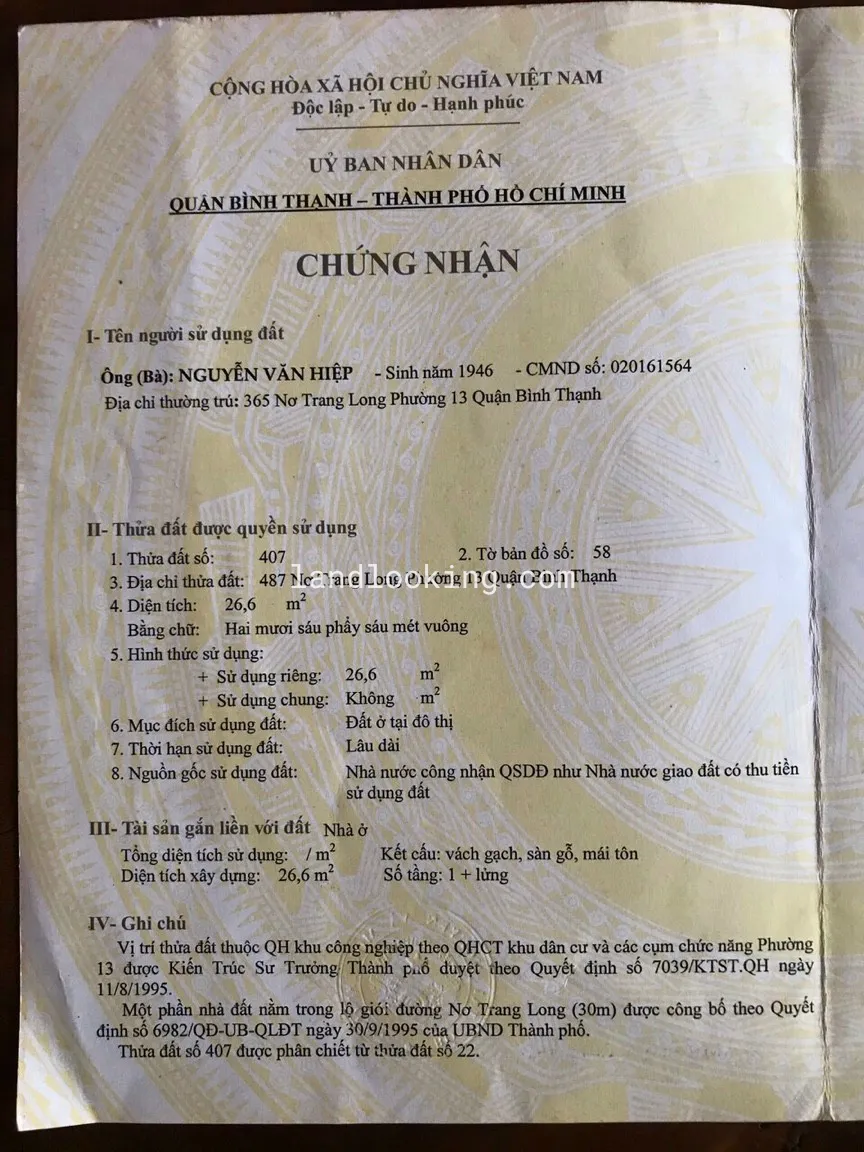 CỘNG HÒA XÃ HỘI CHỦ NGHĨA VIỆT NAM
Độc lập - Tự do - Hạnh phúc
UỶ BAN NHÂN DÂN
QUẬN BÌNH THẠNH – THÀNH PHỐ HỒ CHÍ MINH
CHỨNG NHẬN
I- Tên người sử dụng đất
Ông (Bà): NGUYỄN VĂN HIỆP - Sinh năm 1946 - CMND số: 020161564
Địa chỉ thường trú: 365 Nơ Trang Long Phường 13 Quận Bình Thạnh
II- Thửa đất được quyền sử dụng
1. Thửa đất số: 407 2. Tờ bản đồ số: 58
3. Địa chỉ thửa đất: 487 Nơ Trang Long Phường 13 Quận Bình Thạnh
landlooking.com
4. Diện tích: 26,6 m²
Bằng chữ: Hai mươi sáu phẩy sáu mét vuông
5. Hình thức sử dụng:
+ Sử dụng riêng: 26,6 m²
+ Sử dụng chung: Không m²
6. Mục đích sử dụng đất: Đất ở tại đô thị
7. Thời hạn sử dụng đất: Lâu dài
8. Nguồn gốc sử dụng đất: Nhà nước công nhận QSDĐ như Nhà nước giao đất có thu tiền
sử dụng đất
III- Tài sản gắn liền với đất Nhà ở
Tổng diện tích sử dụng: / m² Kết cấu: vách gạch, sàn gỗ, mái tôn
Diện tích xây dựng: 26,6 m² Số tầng: 1 + lửng
IV- Ghi chú
Vị trí thửa đất thuộc QH khu công nghiệp theo QHCT khu dân cư và các cụm chức năng Phường
13 được Kiến Trúc Sư Trưởng Thành phố duyệt theo Quyết định số 7039/KTST.QH ngày
11/8/1995.
Một phần nhà đất nằm trong lộ giới đường Nơ Trang Long (30m) được công bố theo Quyết
định số 6982/QĐ-UB-QLĐT ngày 30/9/1995 của UBND Thành phố.
Thửa đất số 407 được phân chiết từ thửa đất số 22.